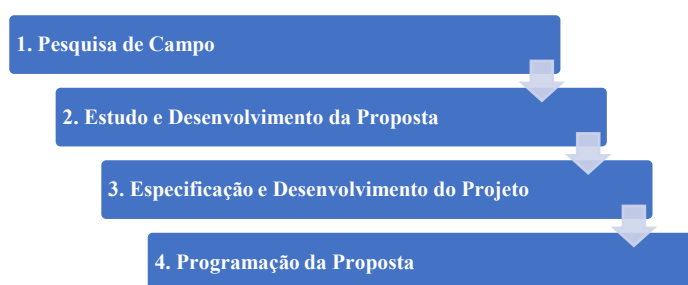 1. Pesquisa de Campo
2. Estudo e Desenvolvimento da Proposta
3. Especificação e Desenvolvimento do Projeto
4. Programação da Proposta